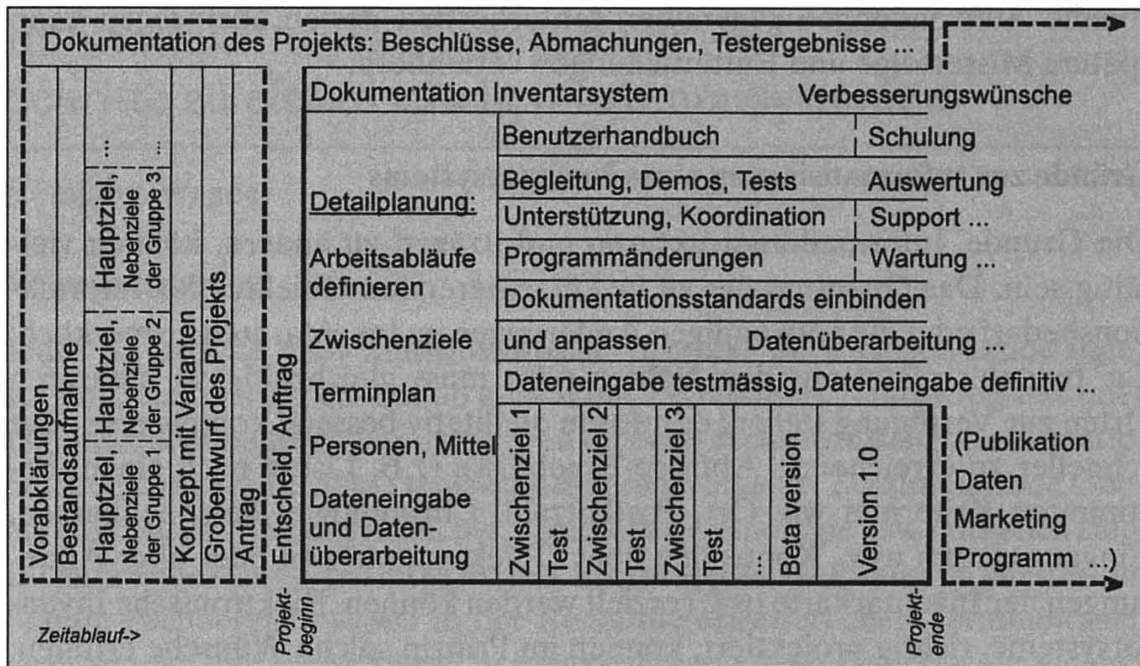 Dokumentation des Projekts: Beschlüsse, Abmachungen, Testergebnisse ...
Vorabklärungen
Bestandsaufnahme
Hauptziel,
Nebenziele
der Gruppe 1
Hauptziel,
Nebenziele
der Gruppe 2
Hauptziel,
Nebenziele
der Gruppe 3
...
...
Konzept mit Varianten
Grobentwurf des Projekts
Antrag
Entscheid, Auftrag
Dokumentation Inventarsystem Verbesserungswünsche
Detailplanung:
Arbeitsabläufe
definieren
Zwischenziele
Terminplan
Personen, Mittel
Dateneingabe
und Daten-
überarbeitung
Benutzerhandbuch Schulung
Begleitung, Demos, Tests Auswertung
Unterstützung, Koordination Support ...
Programmänderungen Wartung ...
Dokumentationsstandards einbinden
und anpassen Datenüberarbeitung ...
Dateneingabe testmässig, Dateneingabe definitiv ...
Zwischenziel 1
Test
Zwischenziel 2
Test
Zwischenziel 3
Test
...
Beta version
Version 10
(Publikation
Daten
Marketing
Programm ...)
Zeitablauf->
Projekt-
beginn
Projekt-
ende